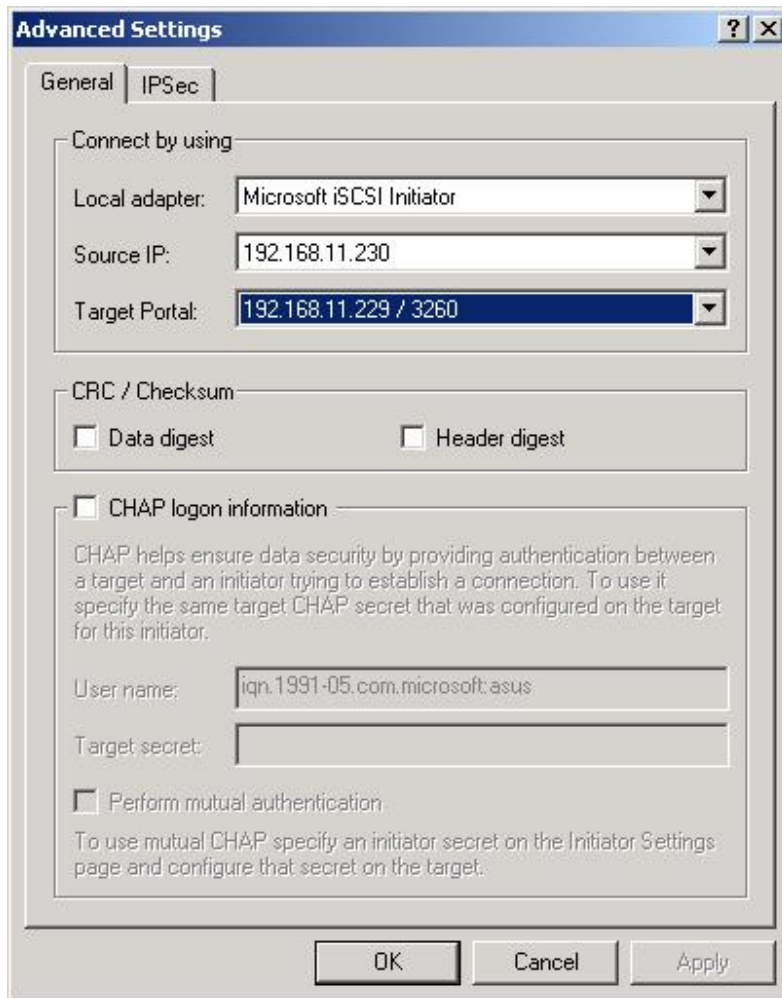 Advanced Settings
General
IPSec
Connect by using
Local adapter: Microsoft iSCSI Initiator
Source IP: 192.168.11.230
Target Portal: 192.168.11.229 / 3260
CRC / Checksum
Data digest
Header digest
CHAP logon information
CHAP helps ensure data security by providing authentication between
a target and an initiator trying to establish a connection. To use it
specify the same target CHAP secret that was configured on the target
for this initiator.
User name: iqn.1991-05.com.microsoft:asus
Target secret:
Perform mutual authentication
To use mutual CHAP specify an initiator secret on the Initiator Settings
page and configure that secret on the target.
OK
Cancel
Apply